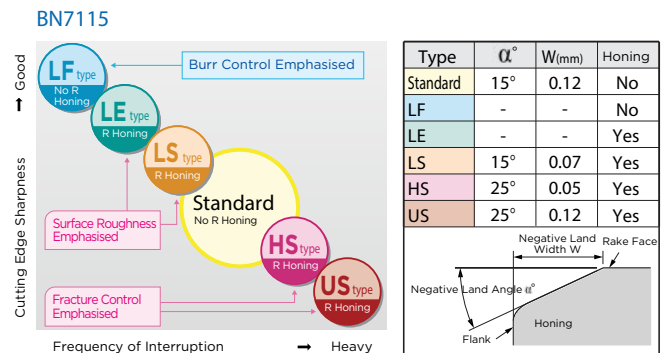 BN7115
Cutting Edge Sharpness → Good
LF type
No R
Honing
Burr Control Emphasised
LE type
R Honing
LS type
R Honing
Standard
No R Honing
Surface Roughness
Emphasised
HS type
R Honing
US type
R Honing
Fracture Control
Emphasised
Frequency of Interruption → Heavy
Type α° W(mm) Honing
Standard 15° 0.12 No
LF - - No
LE - - Yes
LS 15° 0.07 Yes
HS 25° 0.05 Yes
US 25° 0.12 Yes
Negative Land
Width W
Rake Face
Negative Land Angle α°
Honing
Flank